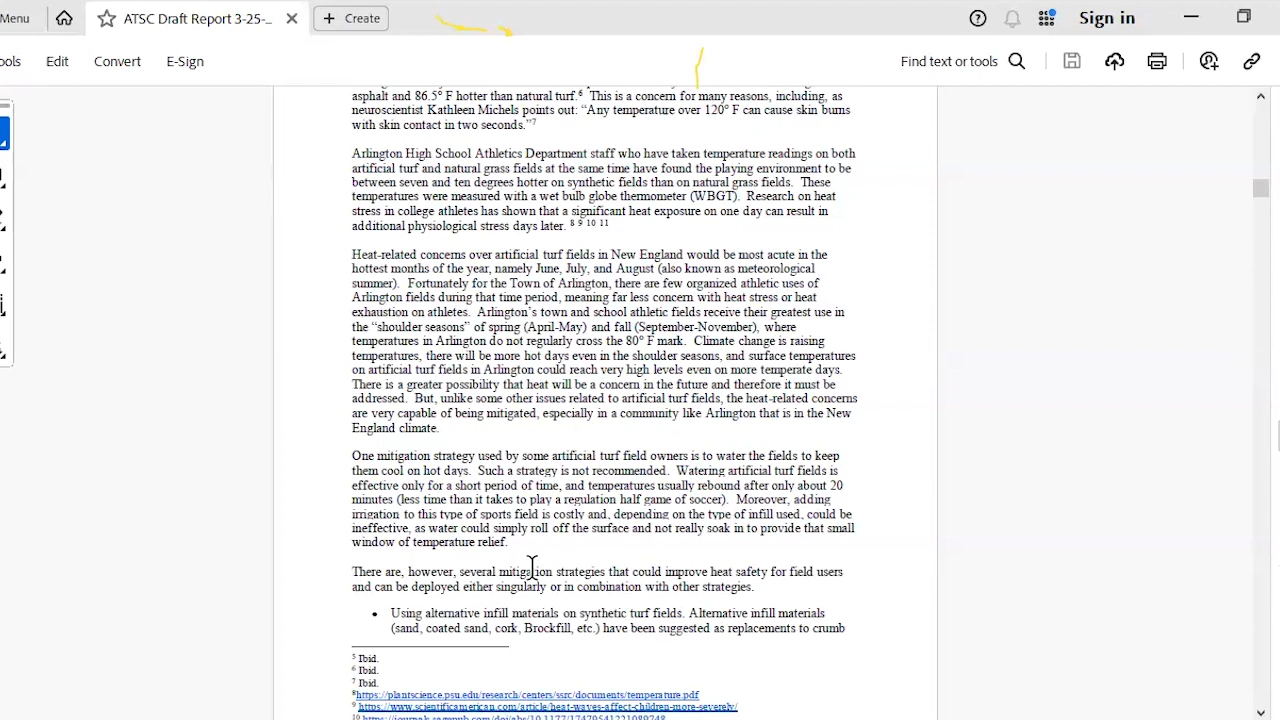 Menu
ATSC Draft Report 3-25-...
Create
Sign in
ools
Edit
Convert
E-Sign
Find text or tools
asphalt and 86.5º F hotter than natural turf.6 This is a concern for many reasons, including, as
neuroscientist Kathleen Michels points out: “Any temperature over 120º F can cause skin burns
with skin contact in two seconds.”7
Arlington High School Athletics Department staff who have taken temperature readings on both
artificial turf and natural grass fields at the same time have found the playing environment to be
between seven and ten degrees hotter on synthetic fields than on natural grass fields. These
temperatures were measured with a wet bulb globe thermometer (WBGT). Research on heat
stress in college athletes has shown that a significant heat exposure on one day can result in
additional physiological stress days later. 8 9 10 11
Heat-related concerns over artificial turf fields in New England would be most acute in the
hottest months of the year, namely June, July, and August (also known as meteorological
summer). Fortunately for the Town of Arlington, there are few organized athletic uses of
Arlington fields during that time period, meaning far less concern with heat stress or heat
exhaustion on athletes. Arlington’s town and school athletic fields receive their greatest use in
the “shoulder seasons” of spring (April-May) and fall (September-November), where
temperatures in Arlington do not regularly cross the 80º F mark. Climate change is raising
temperatures, there will be more hot days even in the shoulder seasons, and surface temperatures
on artificial turf fields in Arlington could reach very high levels even on more temperate days.
There is a greater possibility that heat will be a concern in the future and therefore it must be
addressed. But, unlike some other issues related to artificial turf fields, the heat-related concerns
are very capable of being mitigated, especially in a community like Arlington that is in the New
England climate.
One mitigation strategy used by some artificial turf field owners is to water the fields to keep
them cool on hot days. Such a strategy is not recommended. Watering artificial turf fields is
effective only for a short period of time, and temperatures usually rebound after only about 20
minutes (less time than it takes to play a regulation half game of soccer). Moreover, adding
irrigation to this type of sports field is costly and, depending on the type of infill used, could be
ineffective, as water could simply roll off the surface and not really soak in to provide that small
window of temperature relief.
There are, however, several mitigation strategies that could improve heat safety for field users
and can be deployed either singularly or in combination with other strategies.
• Using alternative infill materials on synthetic turf fields. Alternative infill materials
(sand, coated sand, cork, Brockfill, etc.) have been suggested as replacements to crumb
5 Ibid.
6 Ibid.
7 Ibid.
8https://plantscience.psu.edu/research/centers/ssrc/documents/temperature.pdf
9 https://www.scientificamerican.com/article/heat-waves-affect-children-more-severely/
10 https://journals.sagepub.com/doi/abs/10.1177/17479541221089748